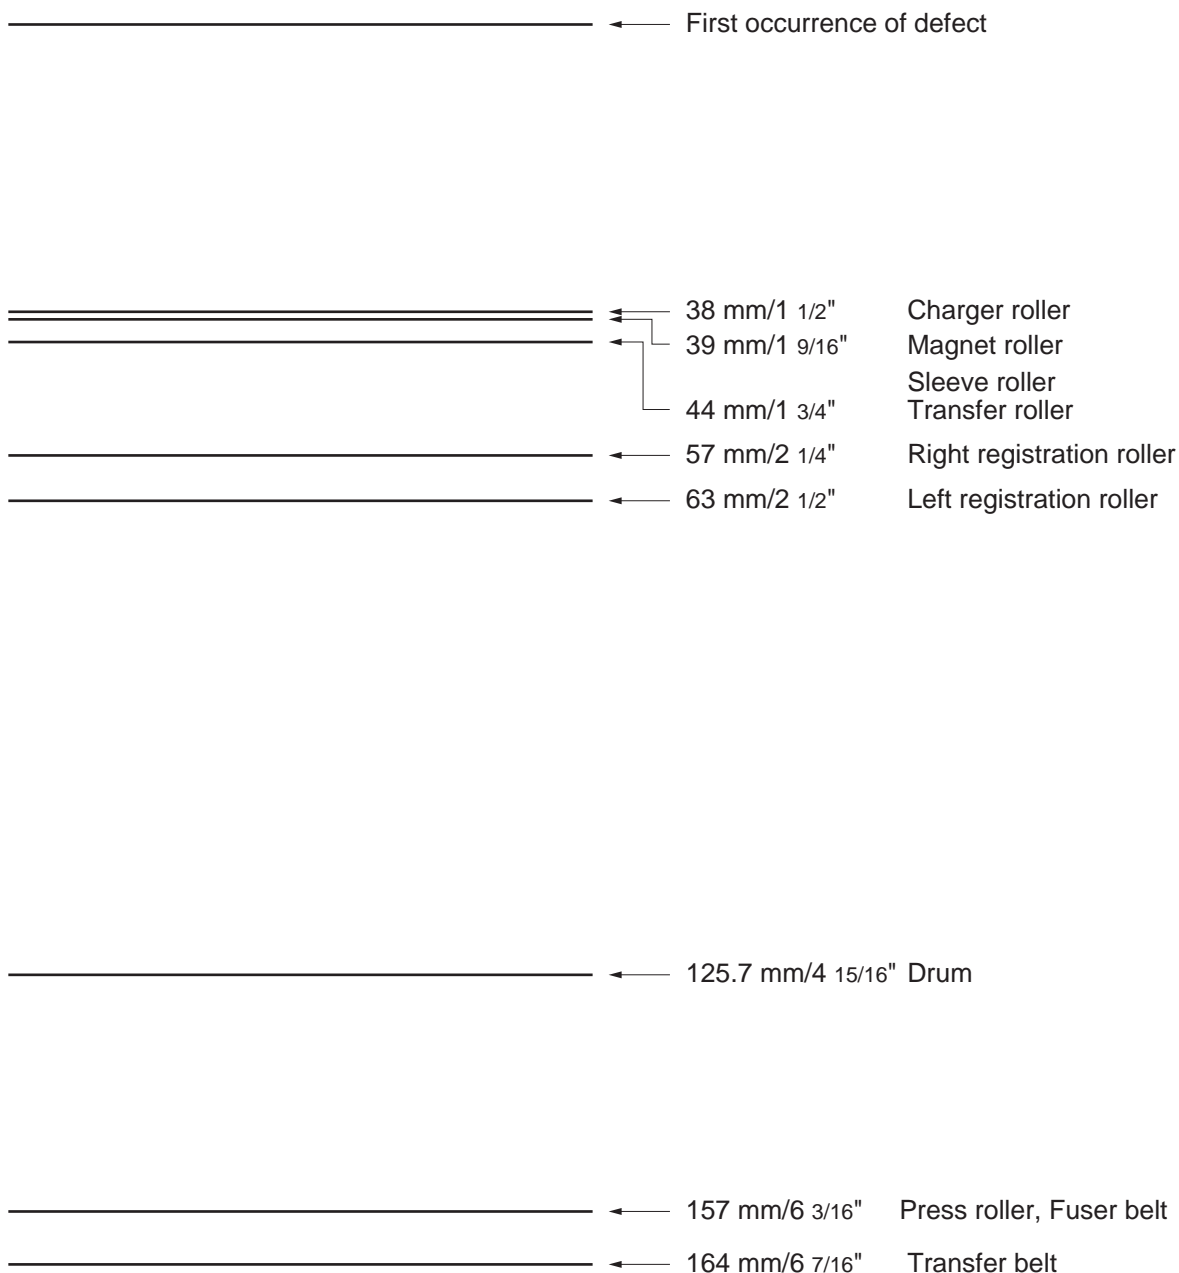 First occurrence of defect
38 mm/1 1/2" Charger roller
39 mm/1 9/16" Magnet roller
Sleeve roller
44 mm/1 3/4" Transfer roller
57 mm/2 1/4" Right registration roller
63 mm/2 1/2" Left registration roller
125.7 mm/4 15/16" Drum
157 mm/6 3/16" Press roller, Fuser belt
164 mm/6 7/16" Transfer belt